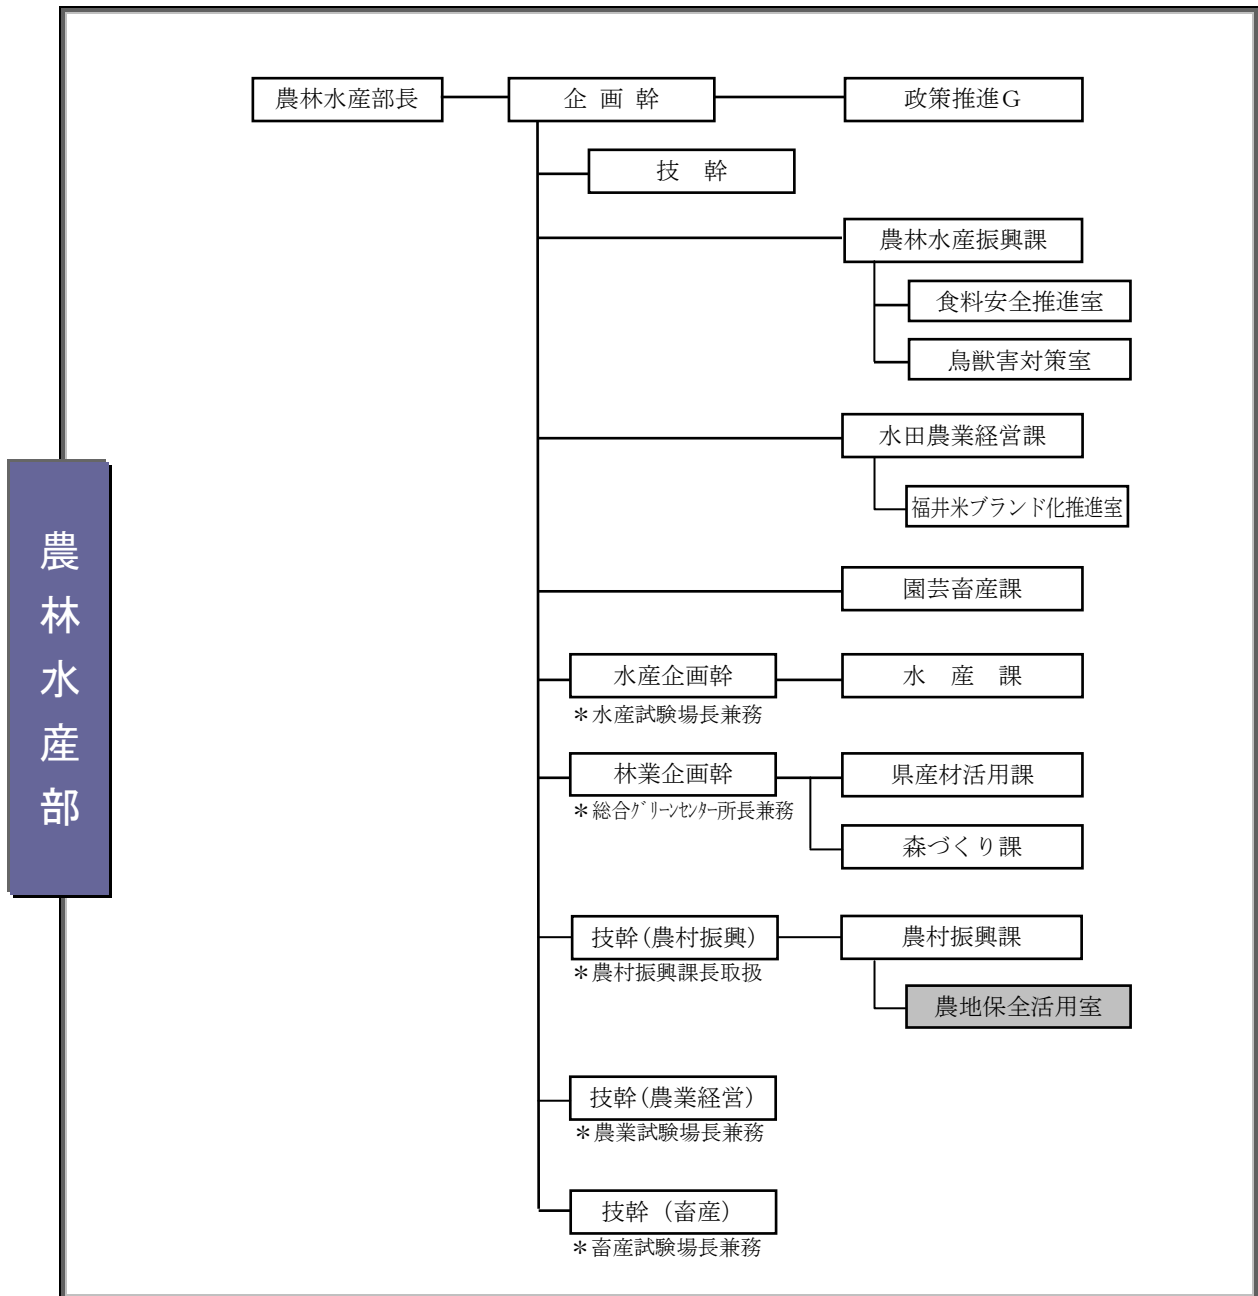 農林水産部
農林水産部長
企画幹
政策推進G
技　幹
農林水産振興課
食料安全推進室
鳥獣害対策室
水田農業経営課
福井米ブランド化推進室
園芸畜産課
水産企画幹
水　産　課
＊水産試験場長兼務
林業企画幹
県産材活用課
＊総合ｸﾞﾘｰﾝｾﾝﾀｰ所長兼務
森づくり課
技幹(農村振興)
農村振興課
＊農村振興課長取扱
農地保全活用室
技幹(農業経営)
＊農業試験場長兼務
技幹（畜産）
＊畜産試験場長兼務